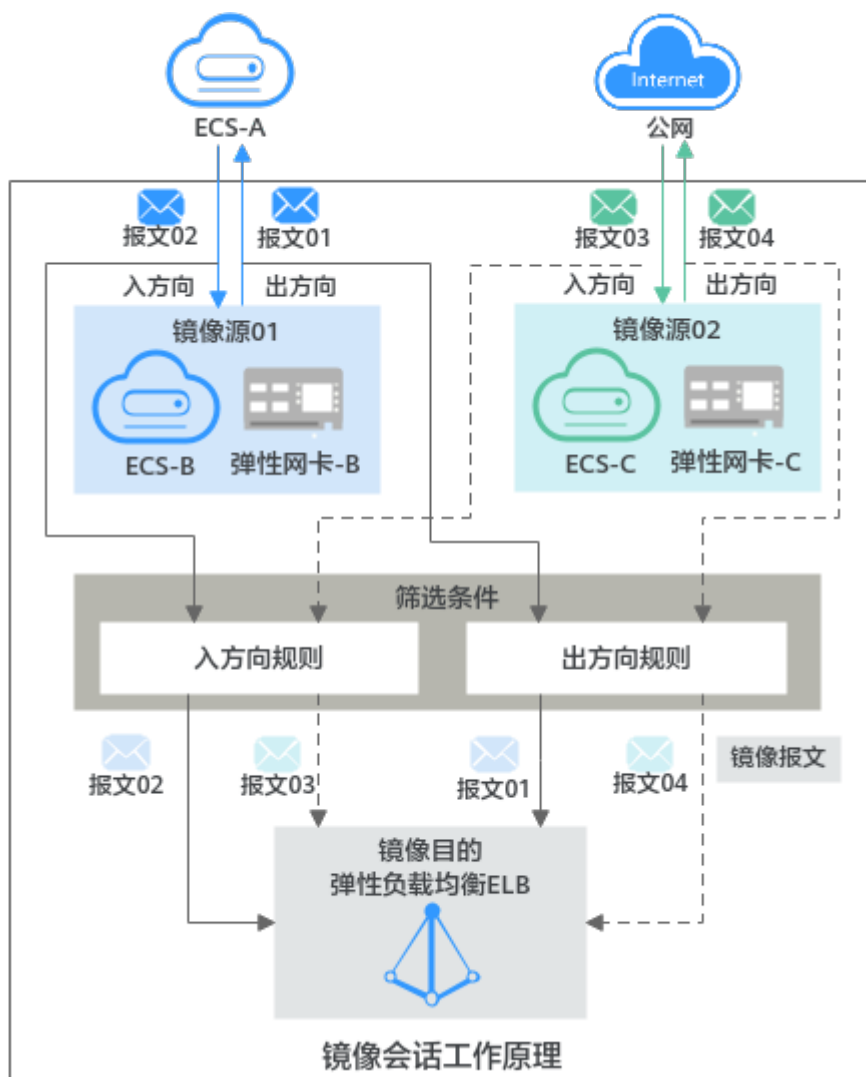 Internet
ECS-A
公网
报文02
报文01
报文03
报文04
入方向
出方向
入方向
出方向
镜像源01
镜像源02
ECS-B
弹性网卡-B
ECS-C
弹性网卡-C
筛选条件
入方向规则
出方向规则
镜像报文
报文02
报文03
报文01
报文04
镜像目的
弹性负载均衡ELB
镜像会话工作原理